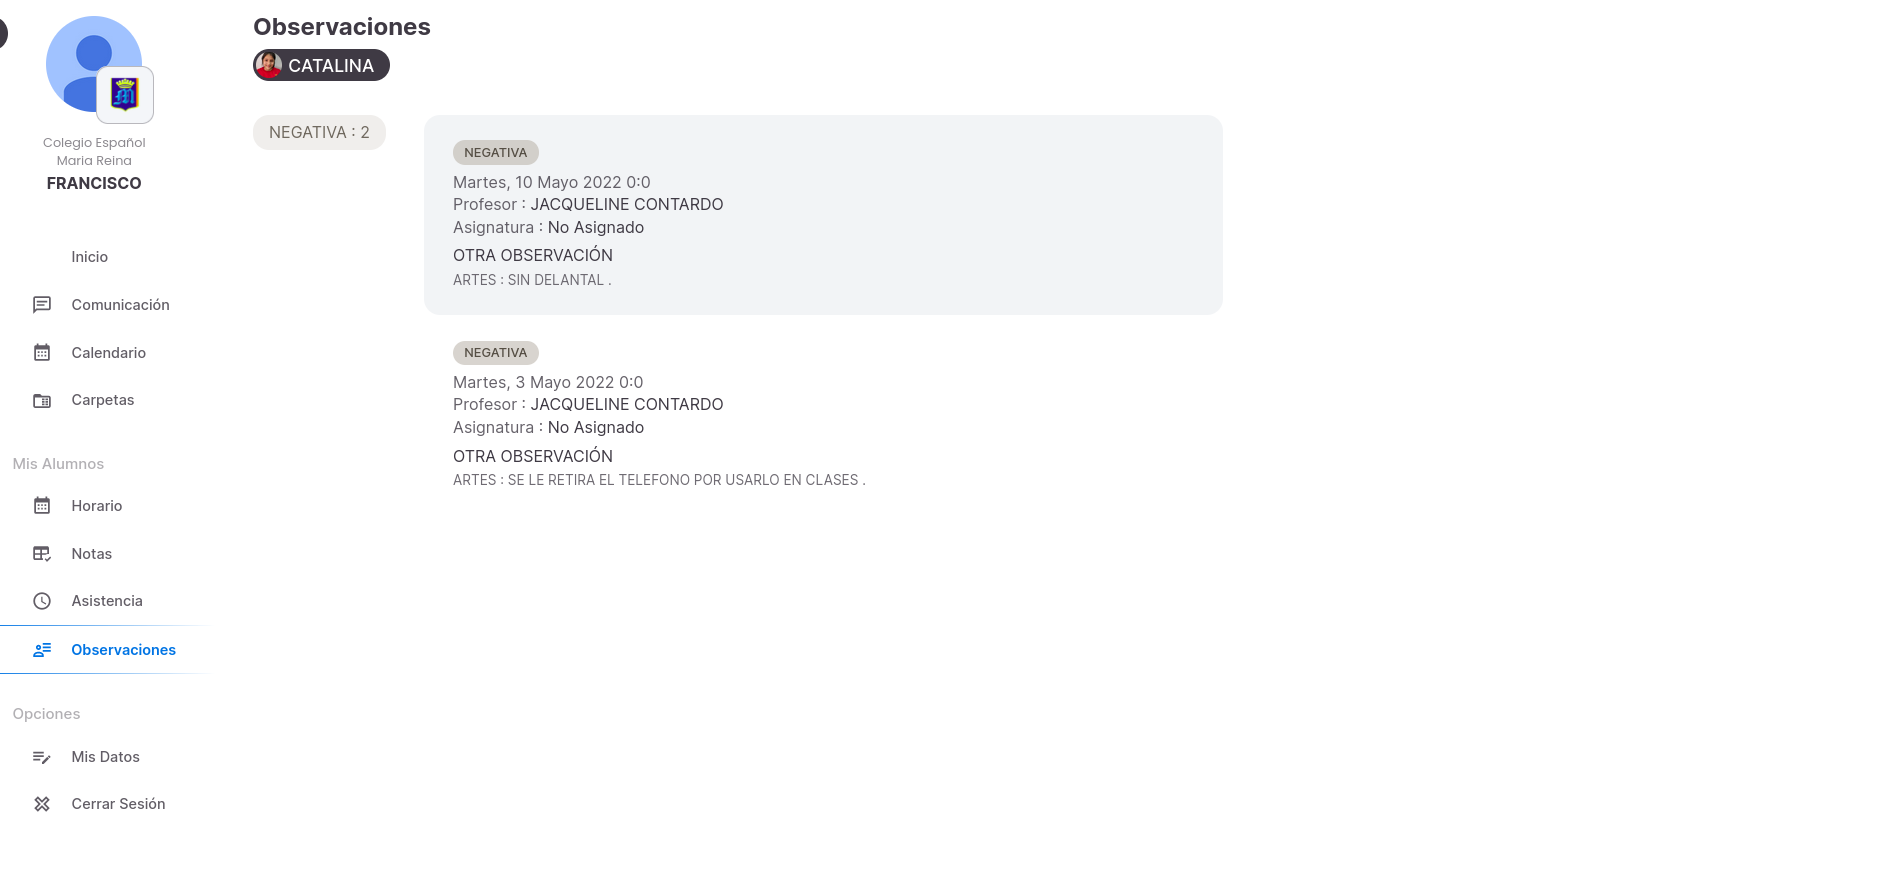 Colegio Español
Maria Reina
FRANCISCO
Inicio
Comunicación
Calendario
Carpetas
Mis Alumnos
Horario
Notas
Asistencia
Observaciones
Opciones
Mis Datos
Cerrar Sesión
Observaciones
CATALINA
NEGATIVA : 2
NEGATIVA
Martes, 10 Mayo 2022 0:0
Profesor : JACQUELINE CONTARDO
Asignatura : No Asignado
OTRA OBSERVACIÓN
ARTES : SIN DELANTAL .
NEGATIVA
Martes, 3 Mayo 2022 0:0
Profesor : JACQUELINE CONTARDO
Asignatura : No Asignado
OTRA OBSERVACIÓN
ARTES : SE LE RETIRA EL TELEFONO POR USARLO EN CLASES .